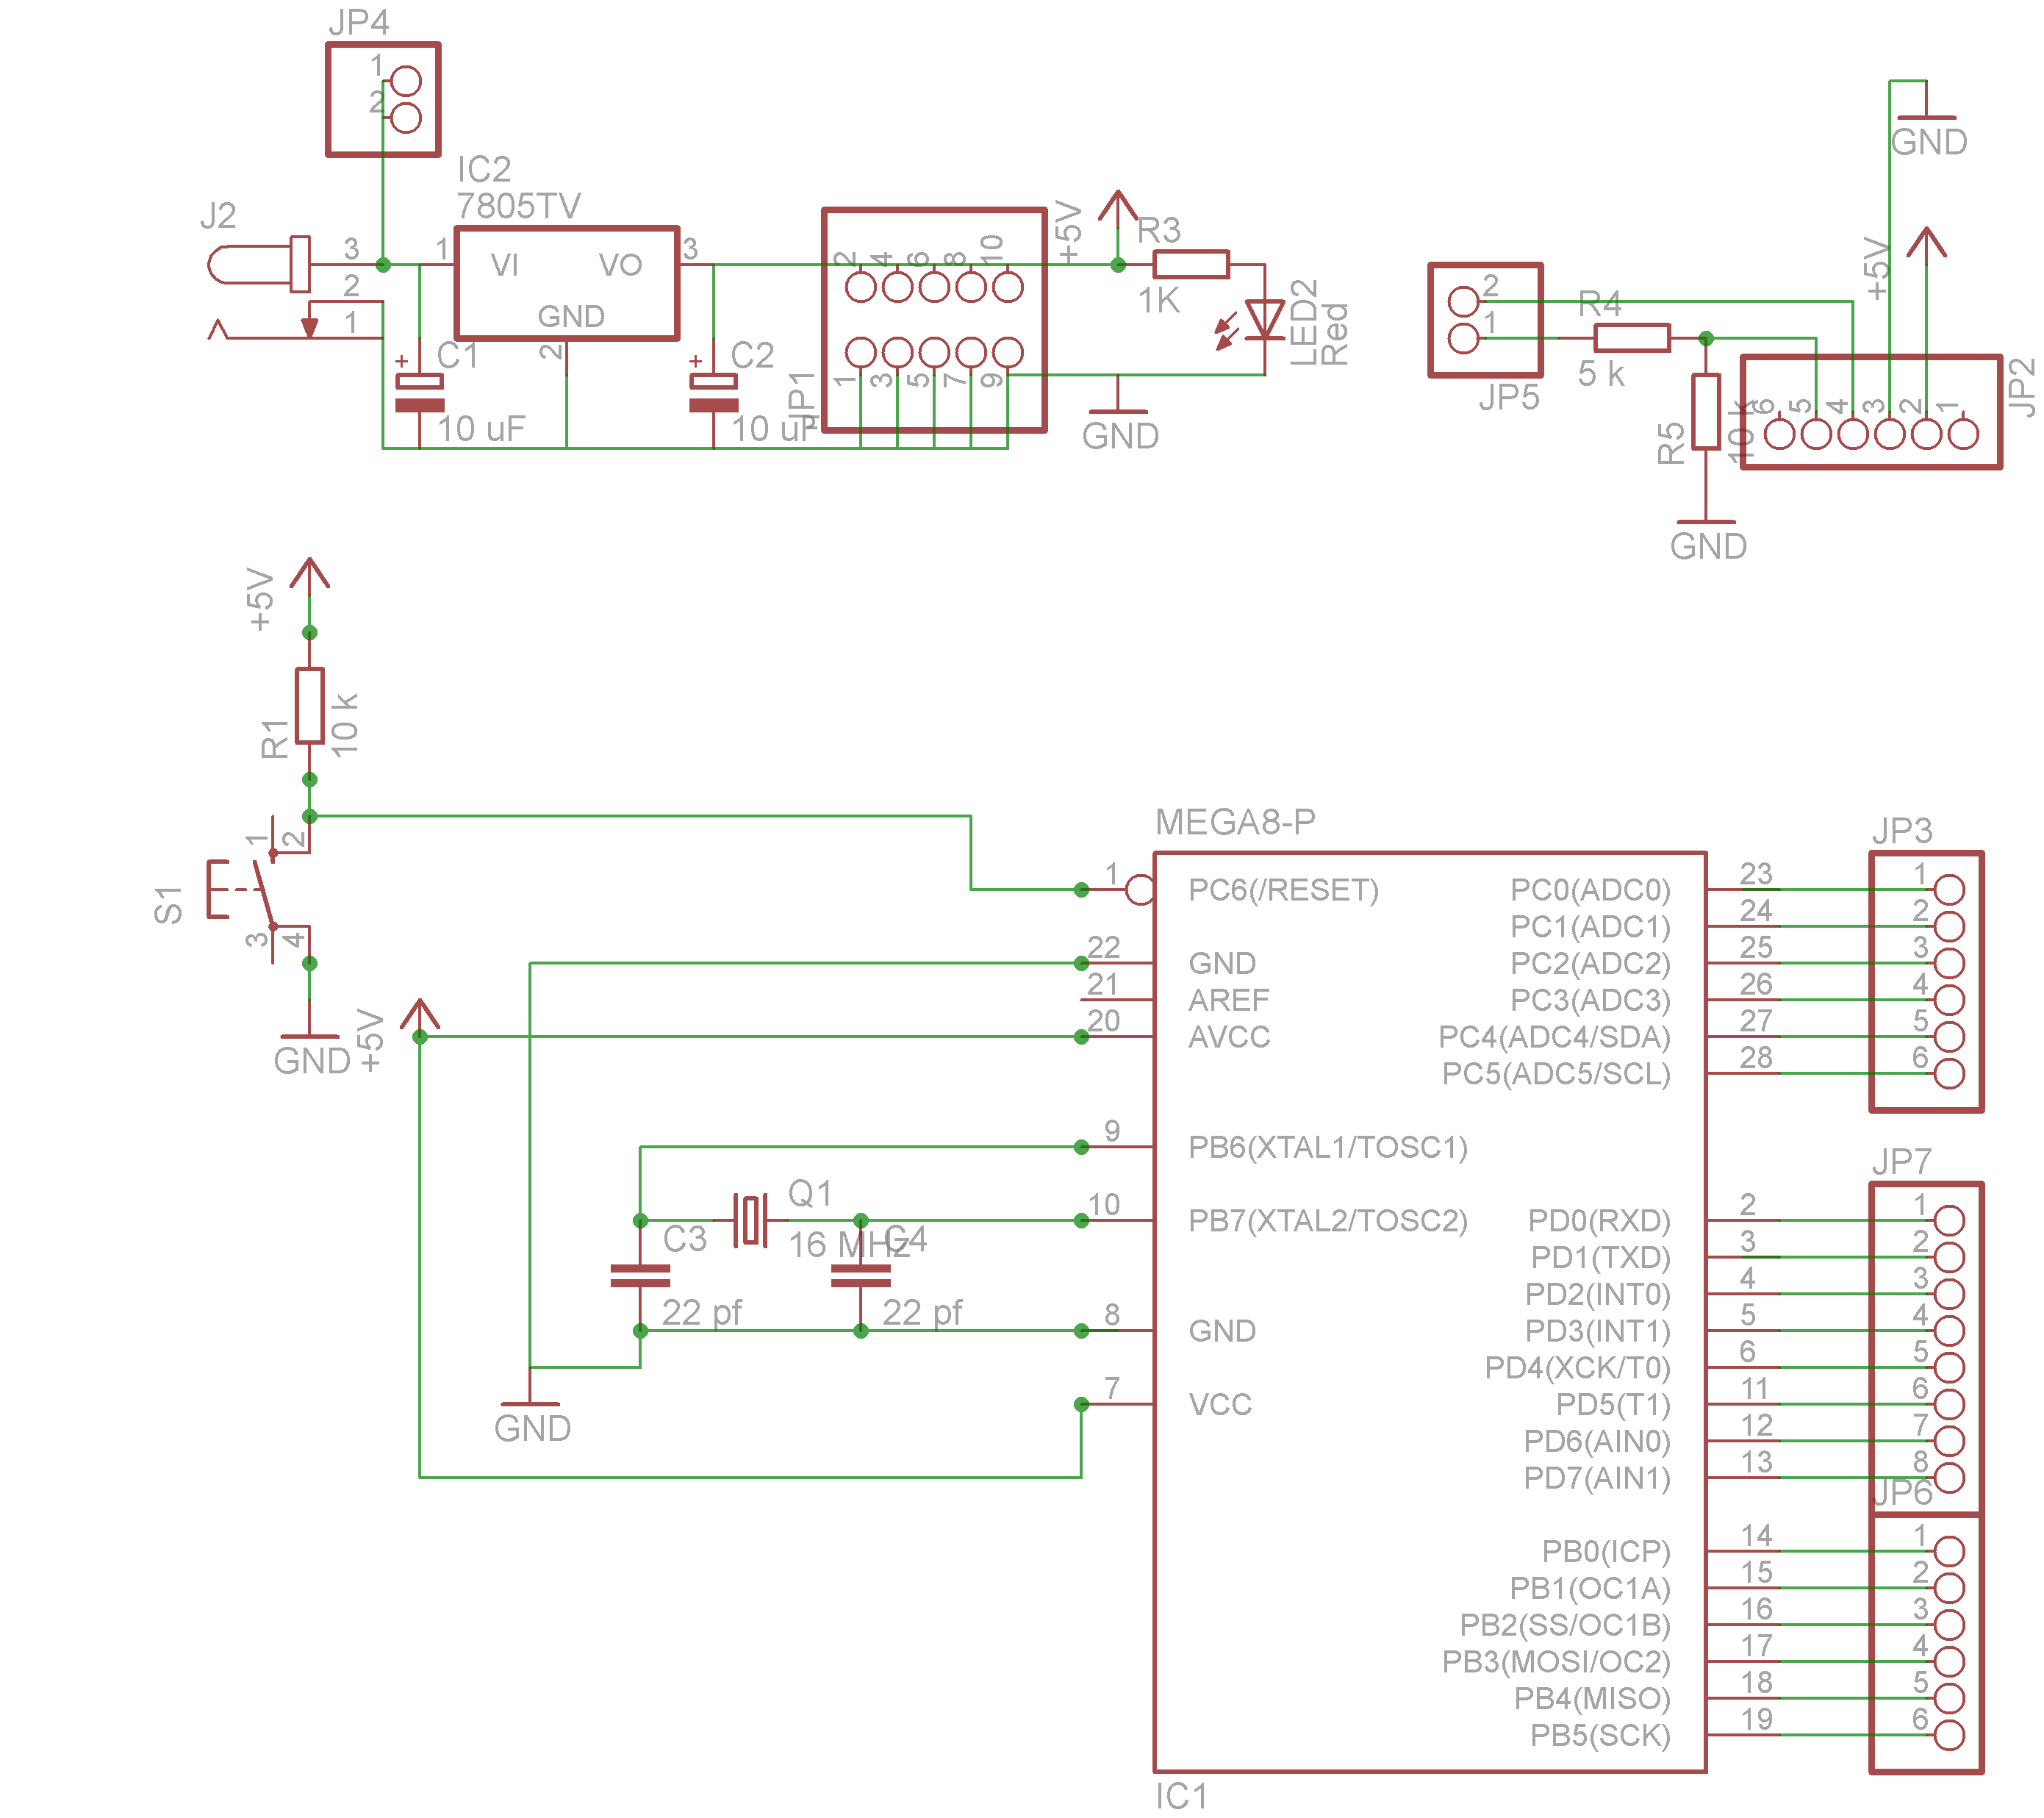 JP4
1
2
IC2
7805TV
J2
3
2
1
1
VI
VO
GND
3
2
+
C1
10 uF
+
C2
10 uF
JP1
2
4
6
8
10
1
3
5
7
9
+5V
R3
1K
LED2
Red
GND
2
1
JP5
R4
5 k
R5
10 k
GND
GND
+5V
JP2
6
5
4
3
2
1
+5V
R1
10 k
S1
1
2
3
4
GND
+5V
MEGA8-P
1
PC6(/RESET)
22
GND
21
AREF
20
AVCC
9
PB6(XTAL1/TOSC1)
10
PB7(XTAL2/TOSC2)
8
GND
7
VCC
Q1
16 MHz
C3
22 pf
C4
22 pf
GND
JP3
PC0(ADC0) 23 1
PC1(ADC1) 24 2
PC2(ADC2) 25 3
PC3(ADC3) 26 4
PC4(ADC4/SDA) 27 5
PC5(ADC5/SCL) 28 6
JP7
PD0(RXD) 2 1
PD1(TXD) 3 2
PD2(INT0) 4 3
PD3(INT1) 5 4
PD4(XCK/T0) 6 5
PD5(T1) 11 6
PD6(AIN0) 12 7
PD7(AIN1) 13 8
JP6
PB0(ICP) 14 1
PB1(OC1A) 15 2
PB2(SS/OC1B) 16 3
PB3(MOSI/OC2) 17 4
PB4(MISO) 18 5
PB5(SCK) 19 6
IC1